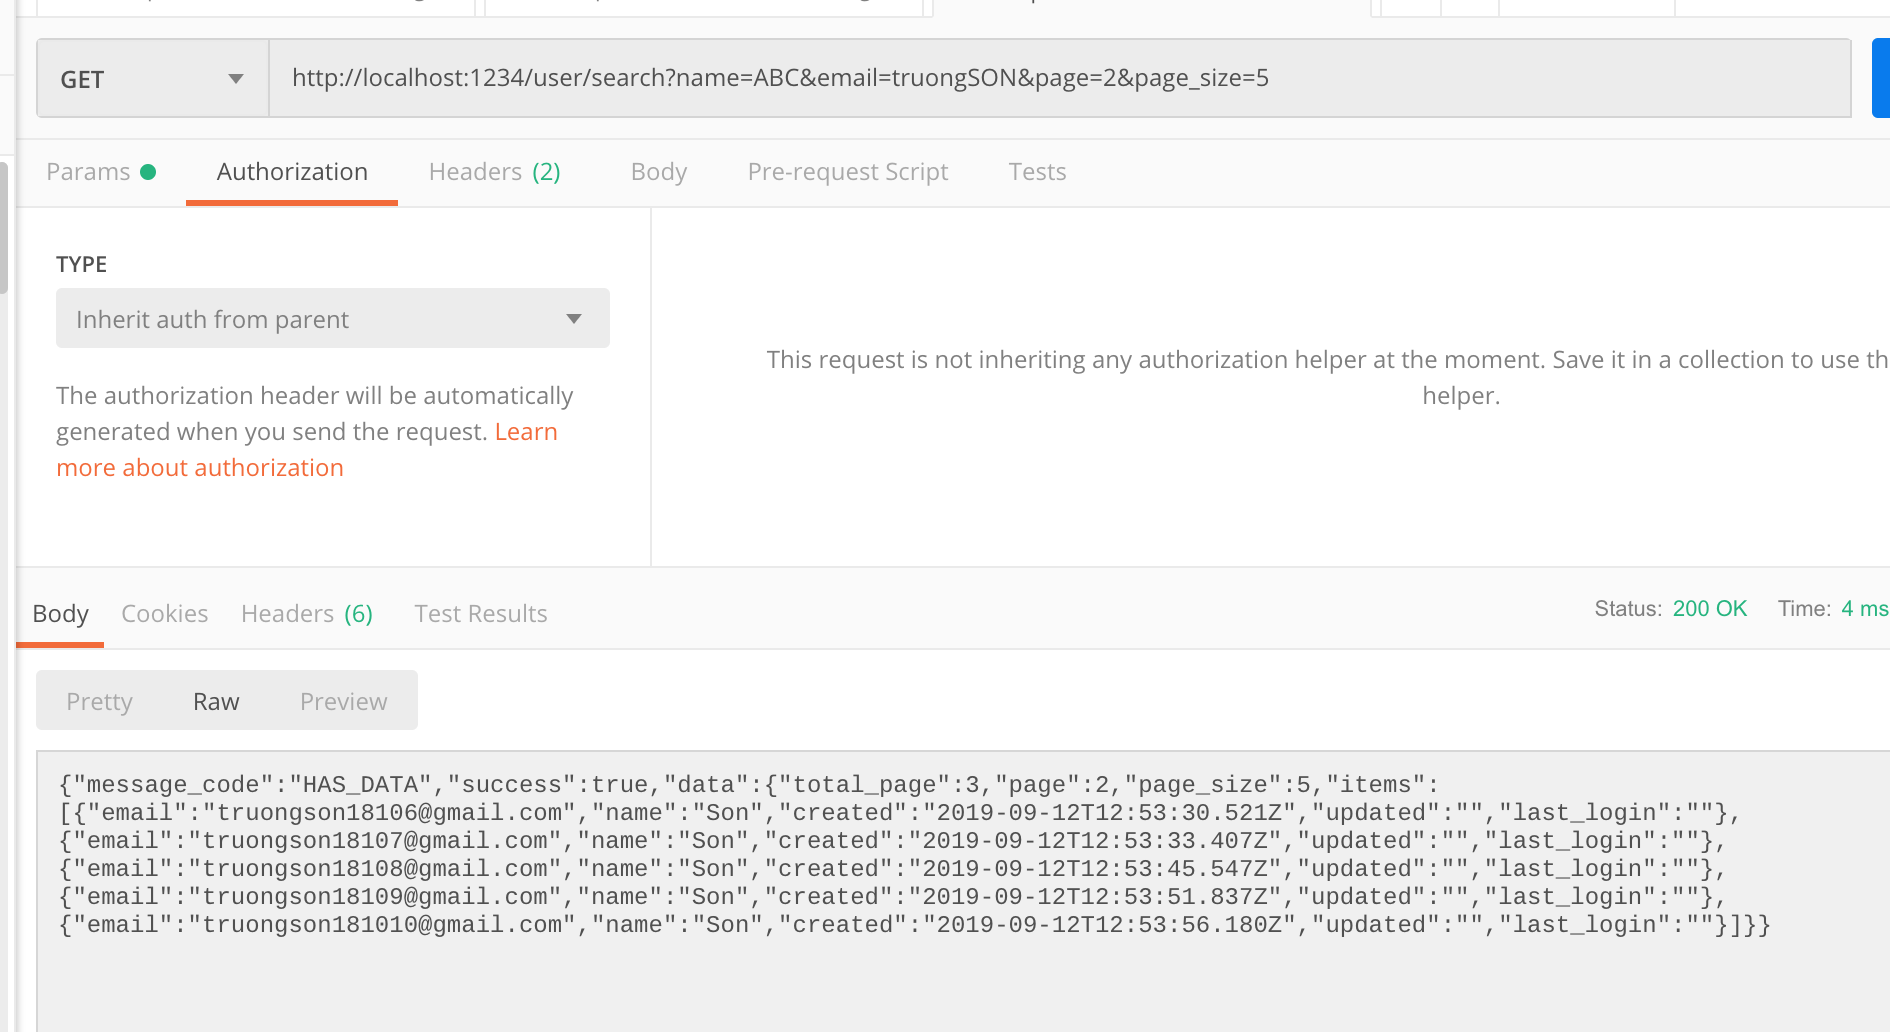 GET http://localhost:1234/user/search?name=ABC&email=truongSON&page=2&page_size=5
Params Authorization Headers (2) Body Pre-request Script Tests
TYPE
Inherit auth from parent
The authorization header will be automatically
generated when you send the request. Learn
more about authorization
This request is not inheriting any authorization helper at the moment. Save it in a collection to use
helper.
Body Cookies Headers (6) Test Results Status: 200 OK Time: 4 ms
Pretty Raw Preview
{"message_code":"HAS_DATA","success":true,"data":{"total_page":3,"page":2,"page_size":5,"items":
[{"email":"truongson18106@gmail.com","name":"Son","created":"2019-09-12T12:53:30.521Z","updated":"","last_login":""},
{"email":"truongson18107@gmail.com","name":"Son","created":"2019-09-12T12:53:33.407Z","updated":"","last_login":""},
{"email":"truongson18108@gmail.com","name":"Son","created":"2019-09-12T12:53:45.547Z","updated":"","last_login":""},
{"email":"truongson18109@gmail.com","name":"Son","created":"2019-09-12T12:53:51.837Z","updated":"","last_login":""},
{"email":"truongson181010@gmail.com","name":"Son","created":"2019-09-12T12:53:56.180Z","updated":"","last_login":""}]}}